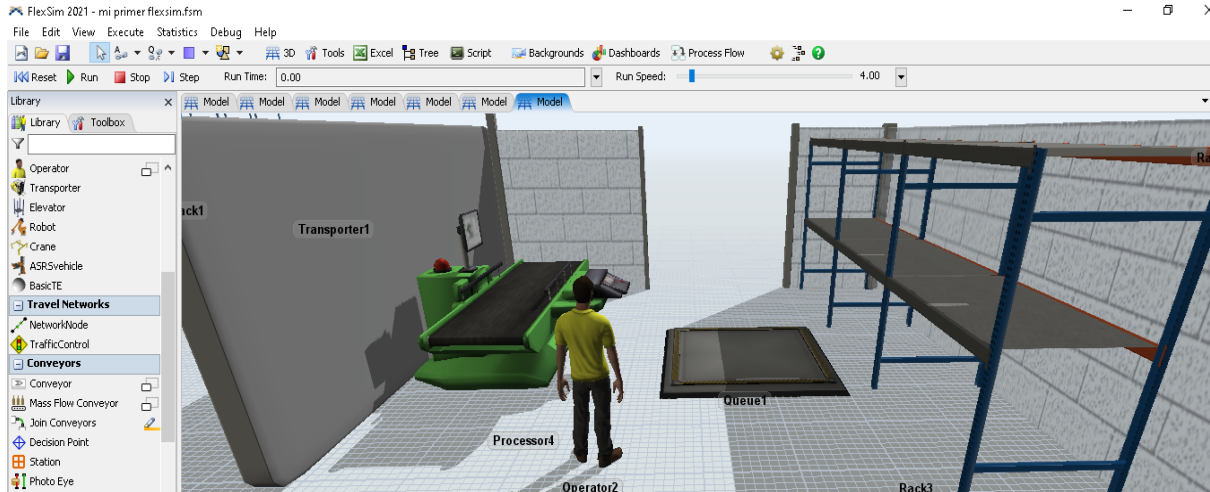 FlexSim 2021 - mi primer flexsim.fsm
File Edit View Execute Statistics Debug Help
3D Tools Excel Tree Script Backgrounds Dashboards Process Flow
Reset Run Stop Step Run Time: 0.00 Run Speed: 4.00
Library Model Model Model Model Model Model Model
Library Toolbox
Operator
Transporter
Elevator
Robot
Crane
ASRSvehicle
BasicTE
Travel Networks
NetworkNode
TrafficControl
Conveyors
Conveyor
Mass Flow Conveyor
Join Conveyors
Decision Point
Station
Photo Eye
ack1
Transporter1
Ra
Queue1
Processor4
Operator2
Rack3